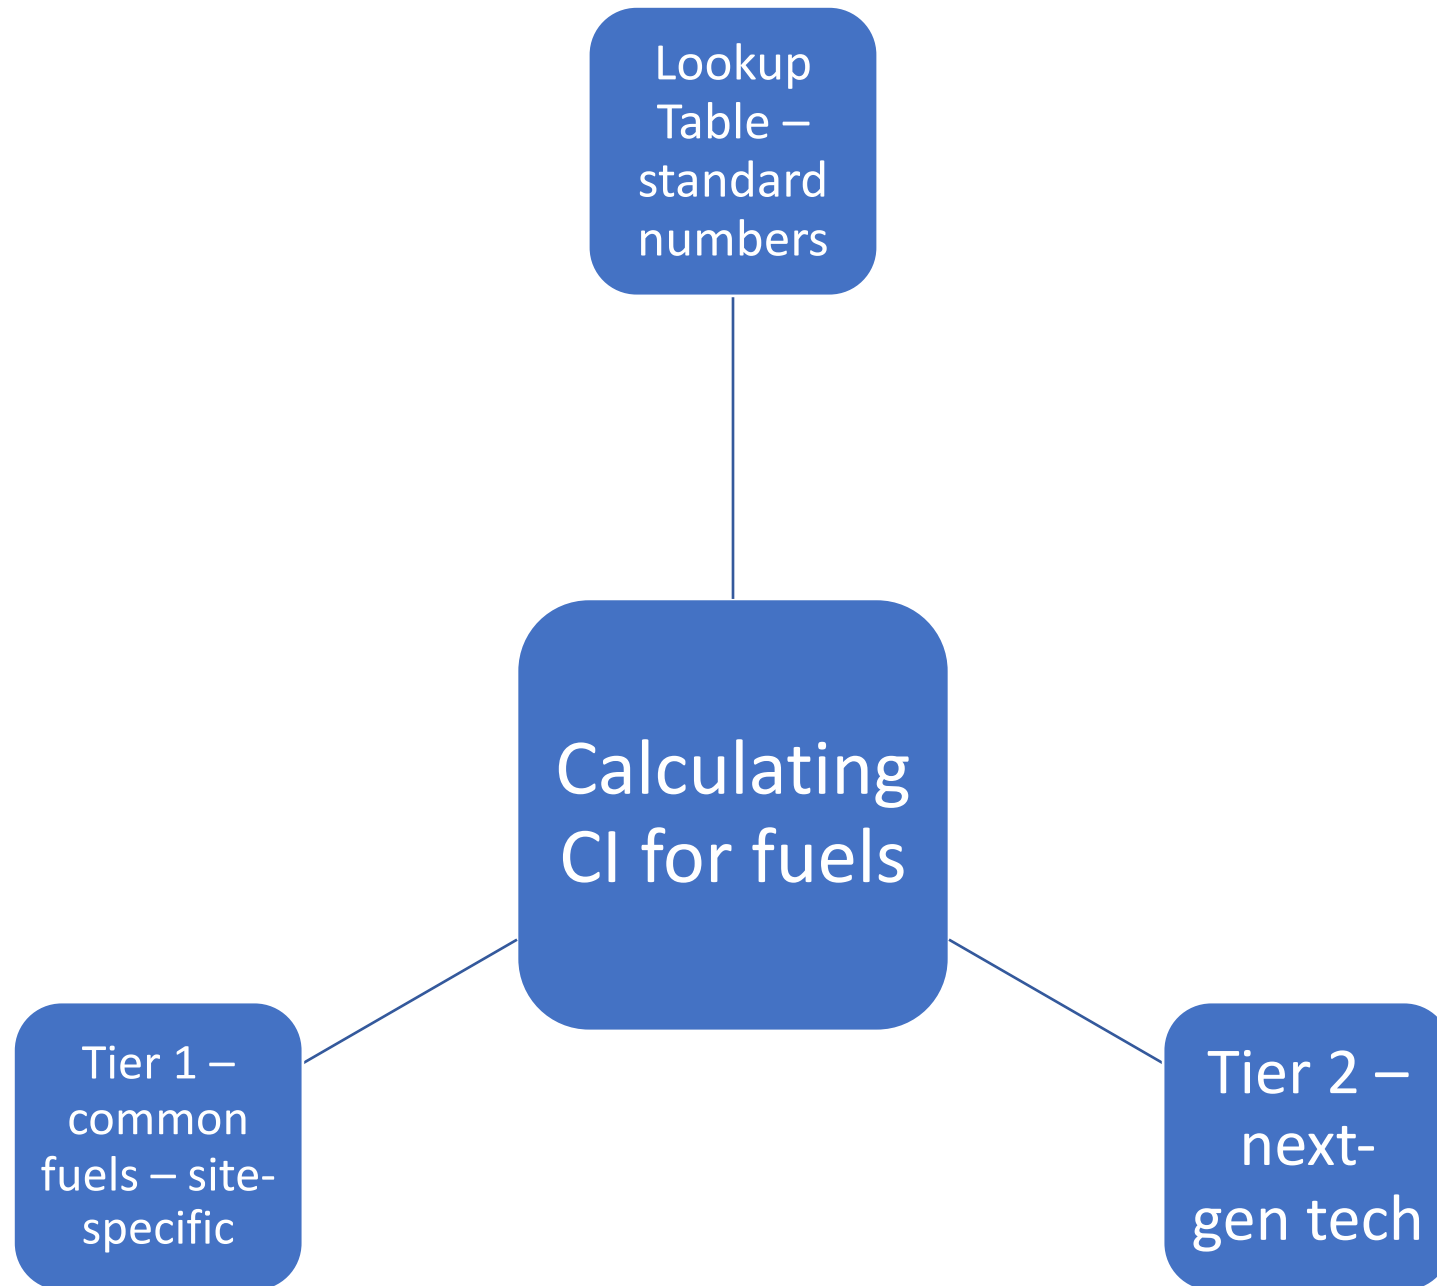 Lookup
Table –
standard
numbers
Calculating
CI for fuels
Tier 1 –
common
fuels – site-
specific
Tier 2 –
next-
gen tech